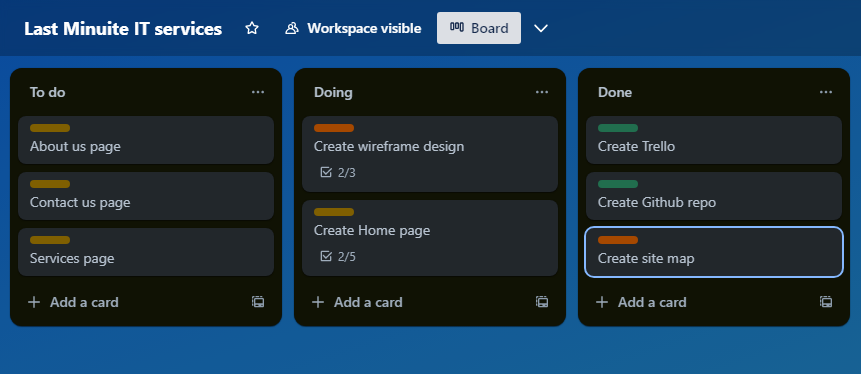 Last Minuite IT services
Workspace visible
Board
To do
About us page
Contact us page
Services page
Add a card
Doing
Create wireframe design
2/3
Create Home page
2/5
Add a card
Done
Create Trello
Create Github repo
Create site map
Add a card